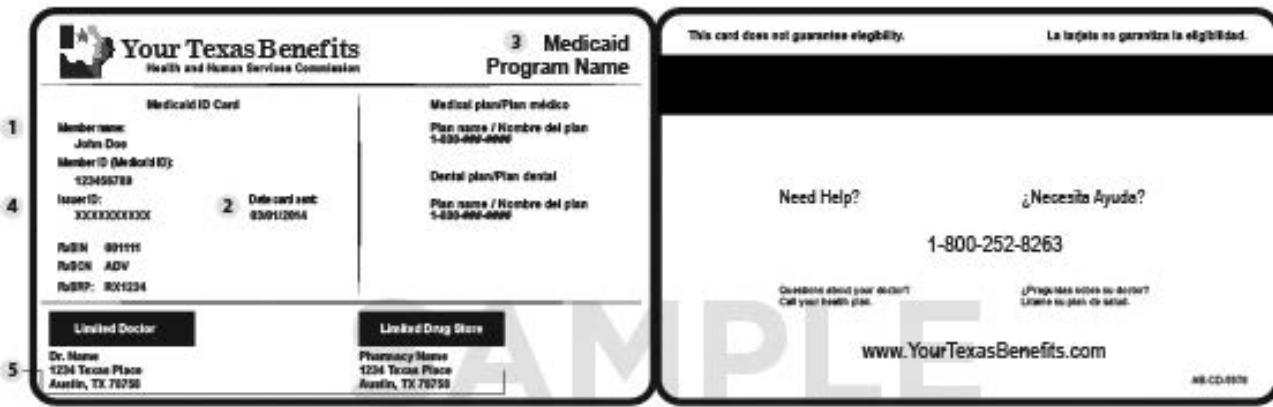 Your Texas Benefits
Health and Human Services Commission
3 Medicaid
Program Name
Medicaid ID Card
1
Member name:
John Doe
Member ID (Medicaid ID):
123456789
4
Issuer ID:
XXXXXXXXXX
2
Date card sent:
03/01/2014
RxBIN
RxPCN ADV
RxGRP: RX1234
Medical plan/Plan médico
Plan name / Nombre del plan
Dental plan/Plan dental
Plan name / Nombre del plan
5
Limited Doctor
Dr. Name
1234 Texas Place
Austin, TX
Limited Drug Store
Pharmacy Name
1234 Texas Place
Austin, TX
SAMPLE
This card does not guarantee elegibility.
La tarjeta no garantiza la eligibilidad.
Need Help?
¿Necesita Ayuda?
1-800-252-8263
Questions about your doctor?
Call your health plan.
¿Preguntas sobre su doctor?
Llame su plan de salud.
www.YourTexasBenefits.com